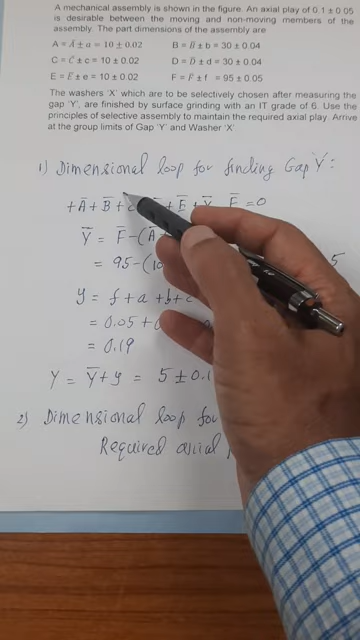 A mechanical assembly is shown in the figure. An axial play of 0.1 ± 0.05
is desirable between the moving and non-moving members of the
assembly. The part dimensions of the assembly are
A = A̅ ± a = 10 ± 0.02 B = B̅ ± b = 30 ± 0.04
C = C̅ ± c = 10 ± 0.02 D = D̅ ± d = 30 ± 0.04
E = E̅ ± e = 10 ± 0.02 F = F̅ ± f = 95 ± 0.05
The washers 'X' which are to be selectively chosen after measuring the
gap 'Y', are finished by surface grinding with an IT grade of 6. Use the
principles of selective assembly to maintain the required axial play. Arrive
at the group limits of Gap 'Y' and Washer 'X'
1) Dimensional loop for finding Gap 'Y':
+A̅ + B̅ + + E̅ + Y̅ F̅ = 0
Y̅ = F̅ - (A̅
= 95 - (10 5
y = f + a + b + c
= 0.05 + 0.
= 0.19
Y = Y̅ + y = 5 ± 0.1
2) Dimensional loop for
Required axial